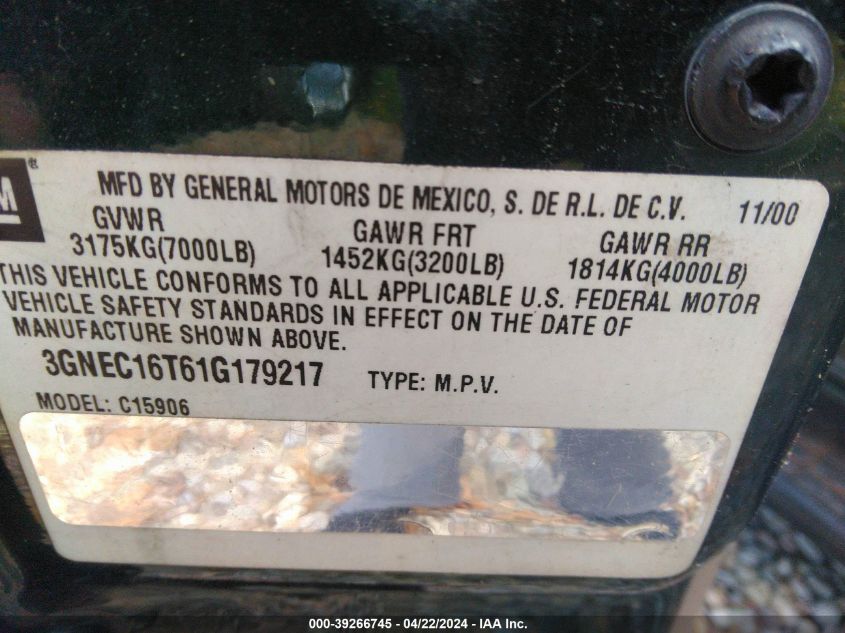 M ®
MFD BY GENERAL MOTORS DE MEXICO, S. DE R.L. DE C.V. 11/00
GVWR GAWR FRT GAWR RR
3175KG(7000LB) 1452KG(3200LB) 1814KG(4000LB)
THIS VEHICLE CONFORMS TO ALL APPLICABLE U.S. FEDERAL MOTOR
VEHICLE SAFETY STANDARDS IN EFFECT ON THE DATE OF
MANUFACTURE SHOWN ABOVE.
3GNEC16T61G179217 TYPE: M.P.V.
MODEL: C15906
000-39266745 - 04/22/2024 - IAA Inc.